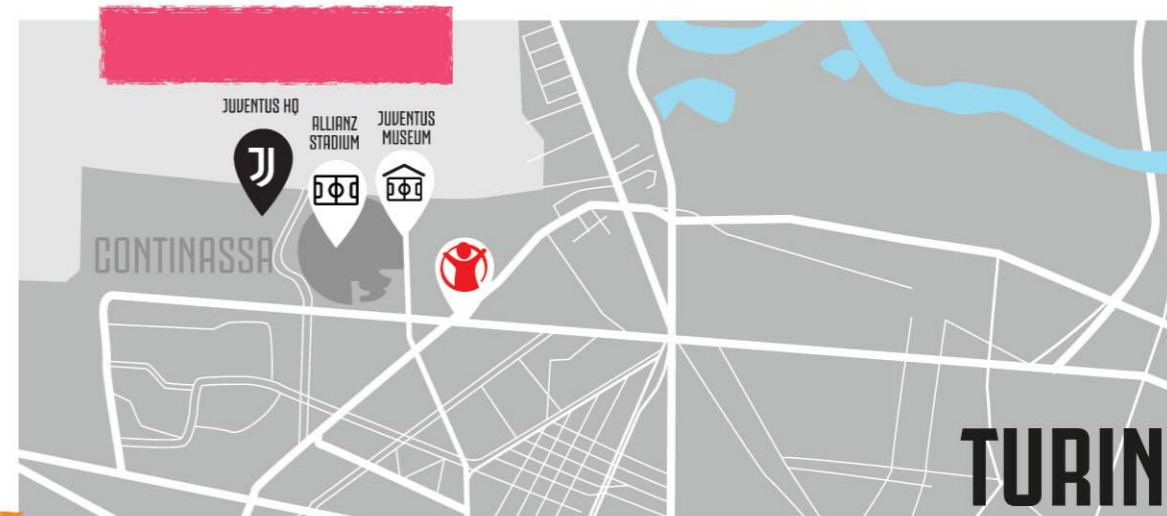 JUVENTUS HQ
ALLIANZ
STADIUM
JUVENTUS
MUSEUM
CONTINASSA
TURIN